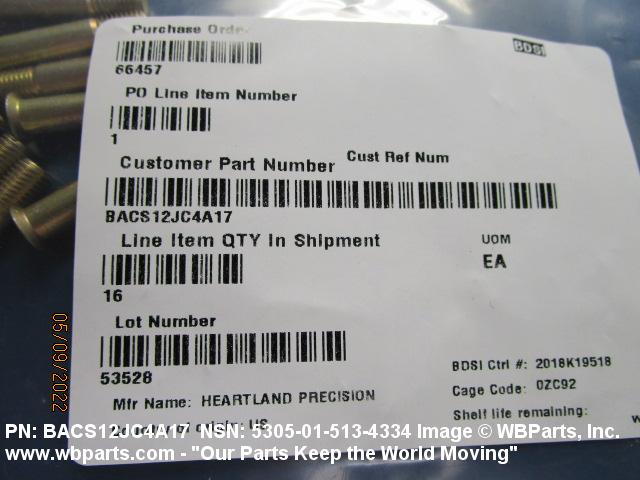 Purchase Order
BDSI
66457
PO Line Item Number
1
Customer Part Number Cust Ref Num
BACS12JC4A17
Line Item QTY In Shipment UOM
EA
16
Lot Number
53528
BDSI Ctrl #: 2018K19518
Mfr Name: HEARTLAND PRECISION
Cage Code: 0ZC92
US
Shelf life remaining:
05/09/2022
PN: BACS12JC4A17 NSN: 5305-01-513-4334 Image © WBParts, Inc.
www.wbparts.com - "Our Parts Keep the World Moving"